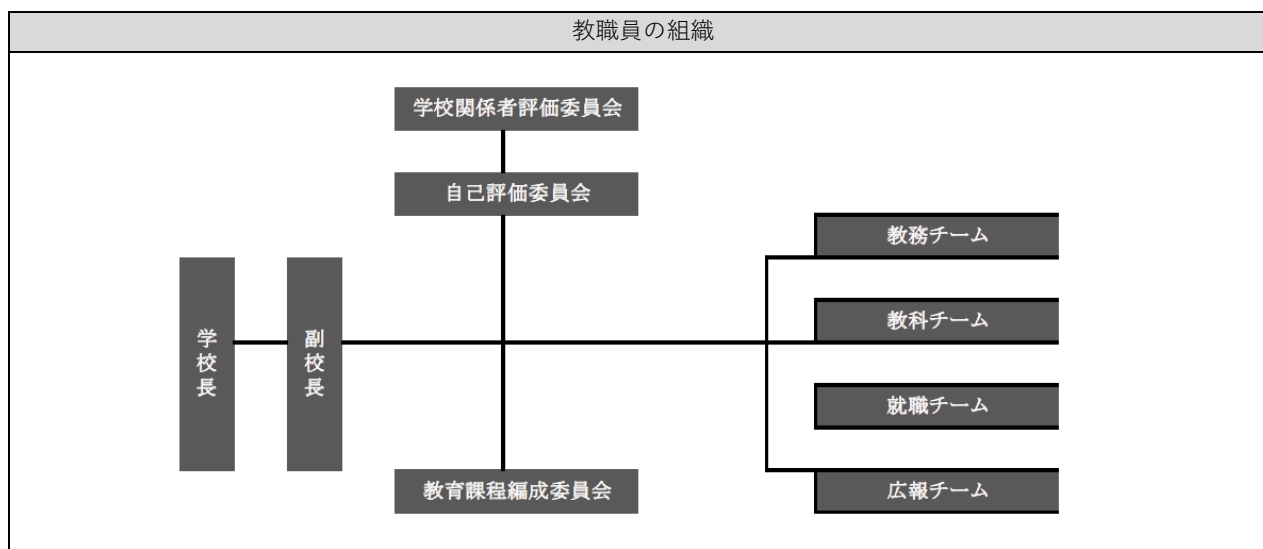 教職員の組織
学校関係者評価委員会
自己評価委員会
学校長
副校長
教務チーム
教科チーム
就職チーム
広報チーム
教育課程編成委員会